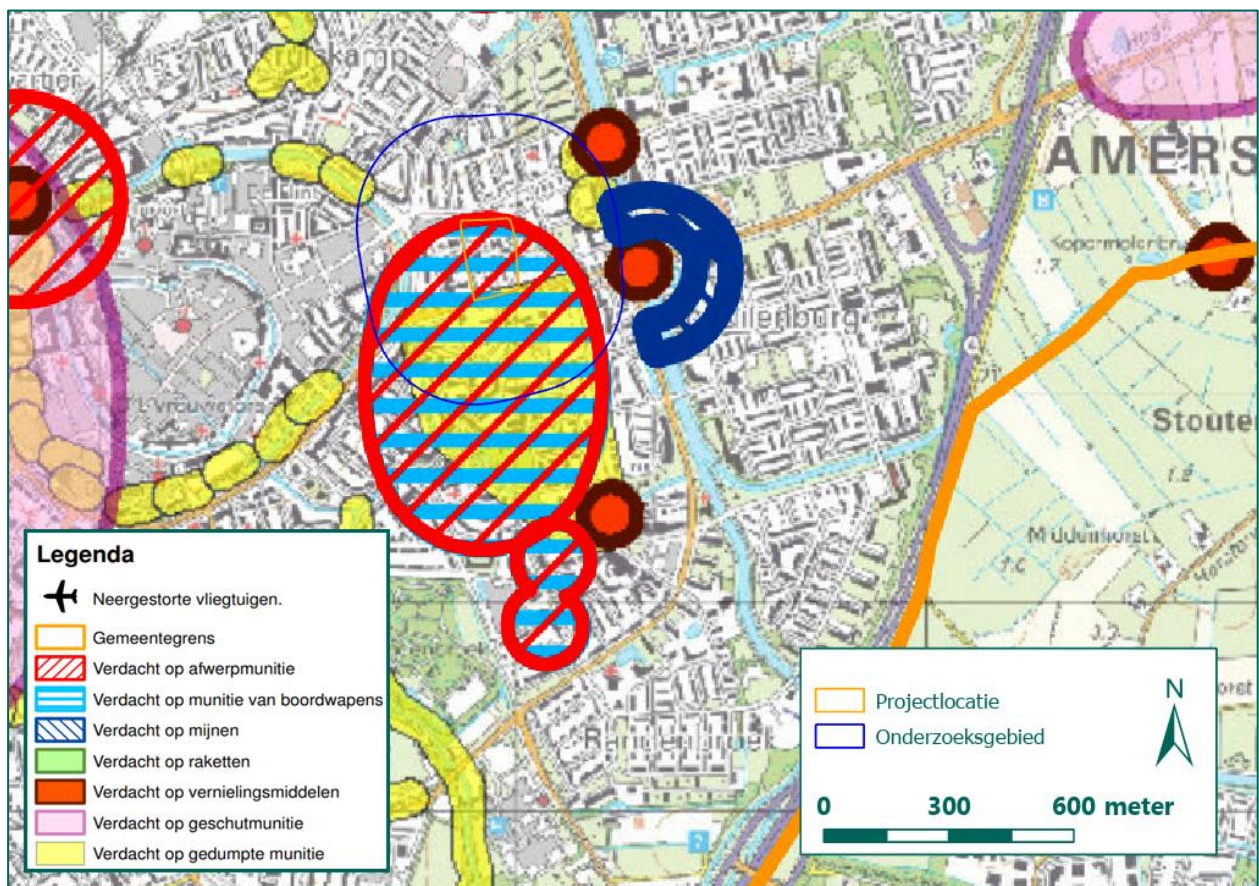 AMERS
Stoute
Legenda
Neergestorte vliegtuigen.
Gemeentegrens
Verdacht op afwerpmunitie
Verdacht op munitie van boordwapens
Verdacht op mijnen
Verdacht op raketten
Verdacht op vernielingsmiddelen
Verdacht op geschutmunitie
Verdacht op gedumpte munitie
Projectlocatie
Onderzoeksgebied
N
0 300 600 meter